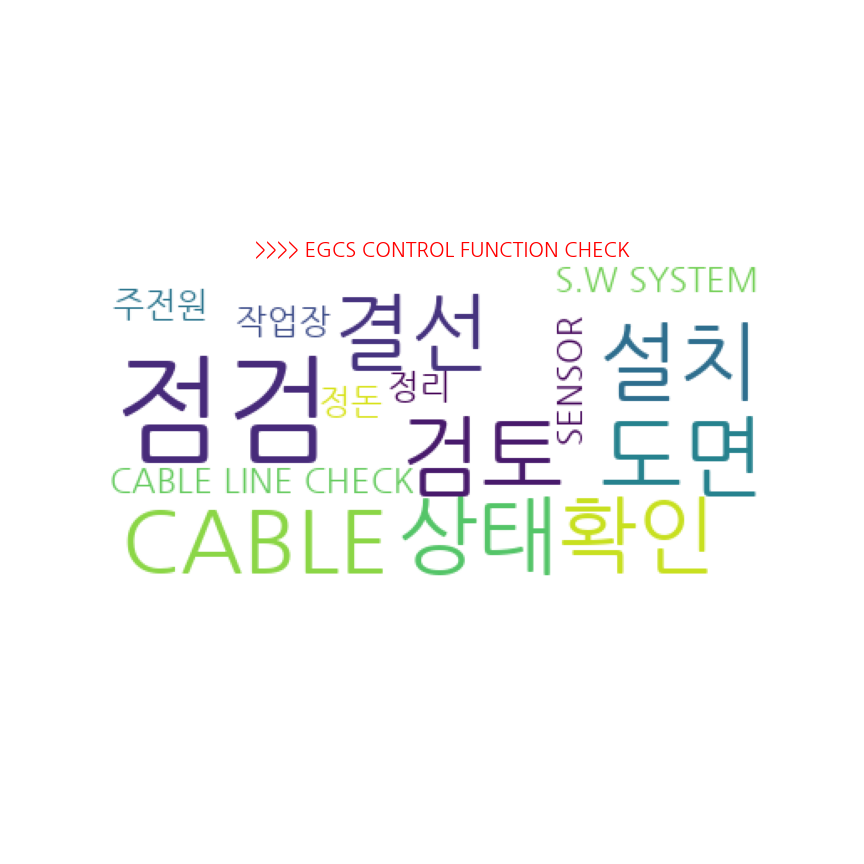 >>>> EGCS CONTROL FUNCTION CHECK
S.W SYSTEM
주전원
작업장
결선
SENSOR
설치
점검
정돈
정리
검토
도면
CABLE LINE CHECK
CABLE
상태
확인